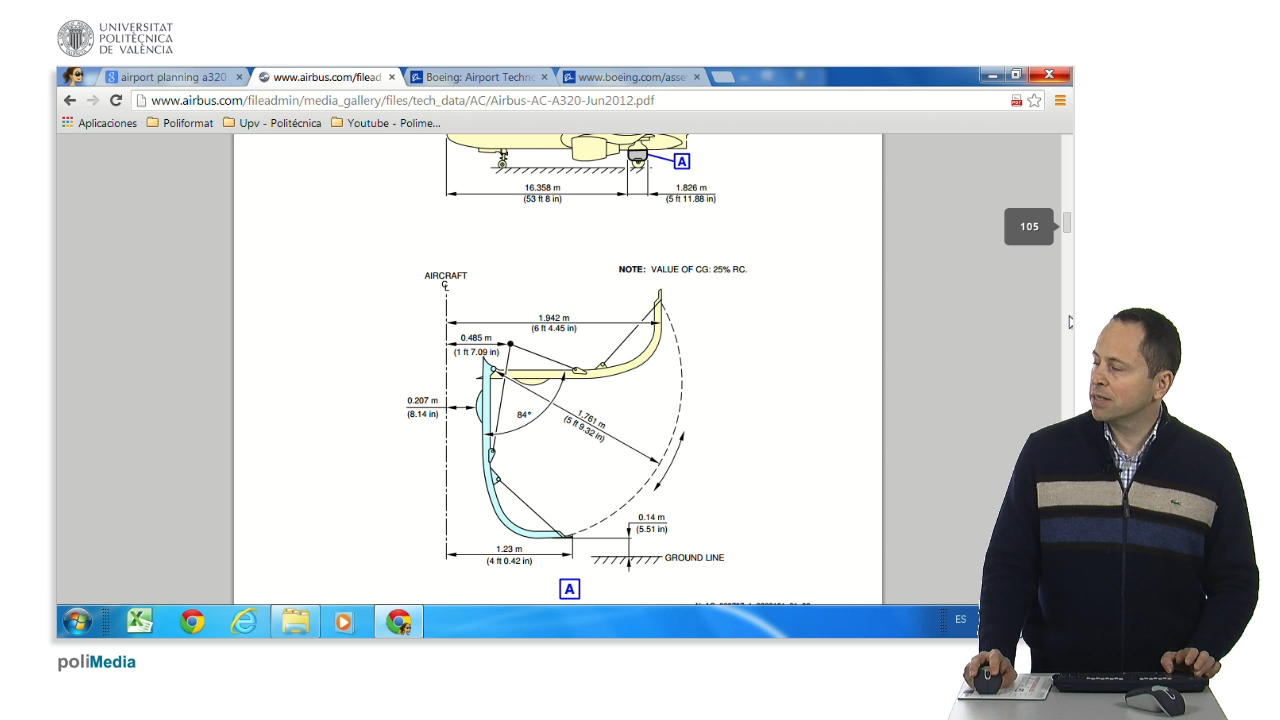 UNIVERSITAT
POLITÈCNICA
DE VALÈNCIA
airport planning a320
www.airbus.com/filead
Boeing: Airport Techno
www.boeing.com/asse
www.airbus.com/fileadmin/media_gallery/files/tech_data/AC/Airbus-AC-A320-Jun2012.pdf
Aplicaciones
Poliformat
Upv - Politécnica
Youtube - Polime...
A
16.358 m
(53 ft 8 in)
1.826 m
(5 ft 11.88 in)
105
NOTE: VALUE OF CG: 25% RC.
AIRCRAFT
CL
1.942 m
(6 ft 4.45 in)
0.485 m
(1 ft 7.09 in)
0.207 m
(8.14 in)
84°
1.761 m
(5 ft 9.32 in)
0.14 m
(5.51 in)
1.23 m
(4 ft 0.42 in)
GROUND LINE
A
ES
poliMedia